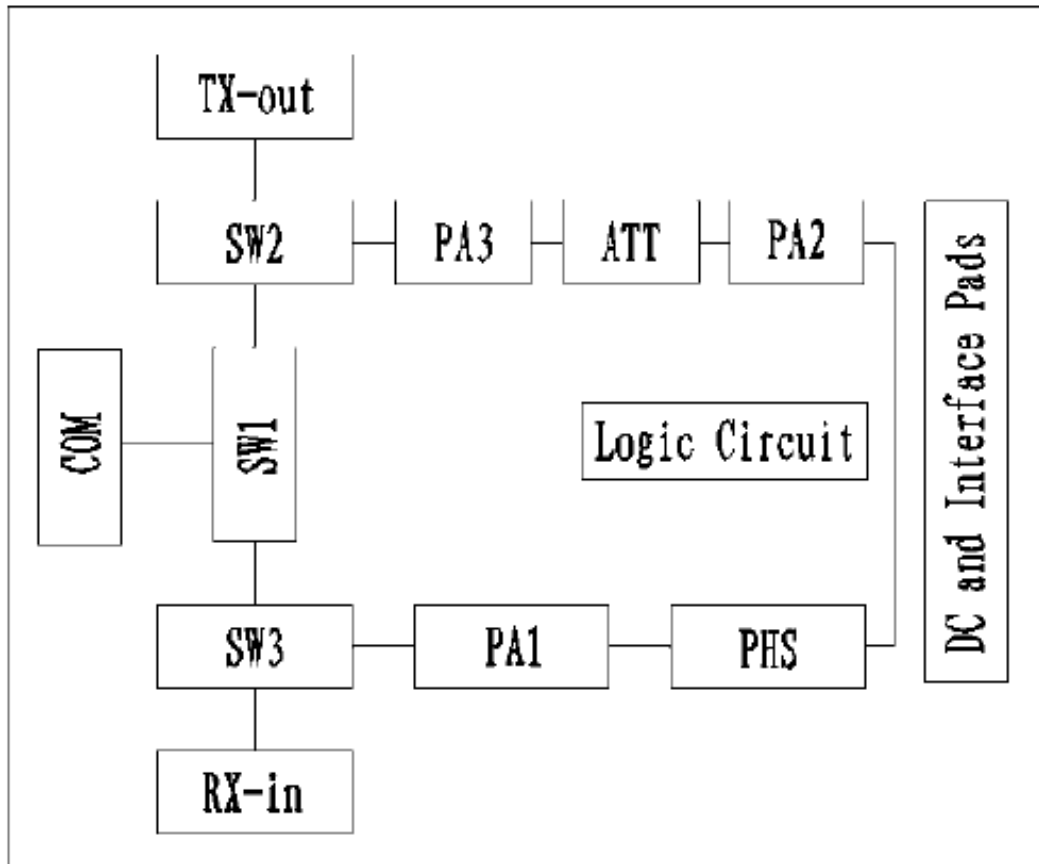 TX-out
SW2
PA3
ATT
PA2
DC and Interface Pads
COM
SW1
Logic Circuit
SW3
PA1
PHS
RX-in